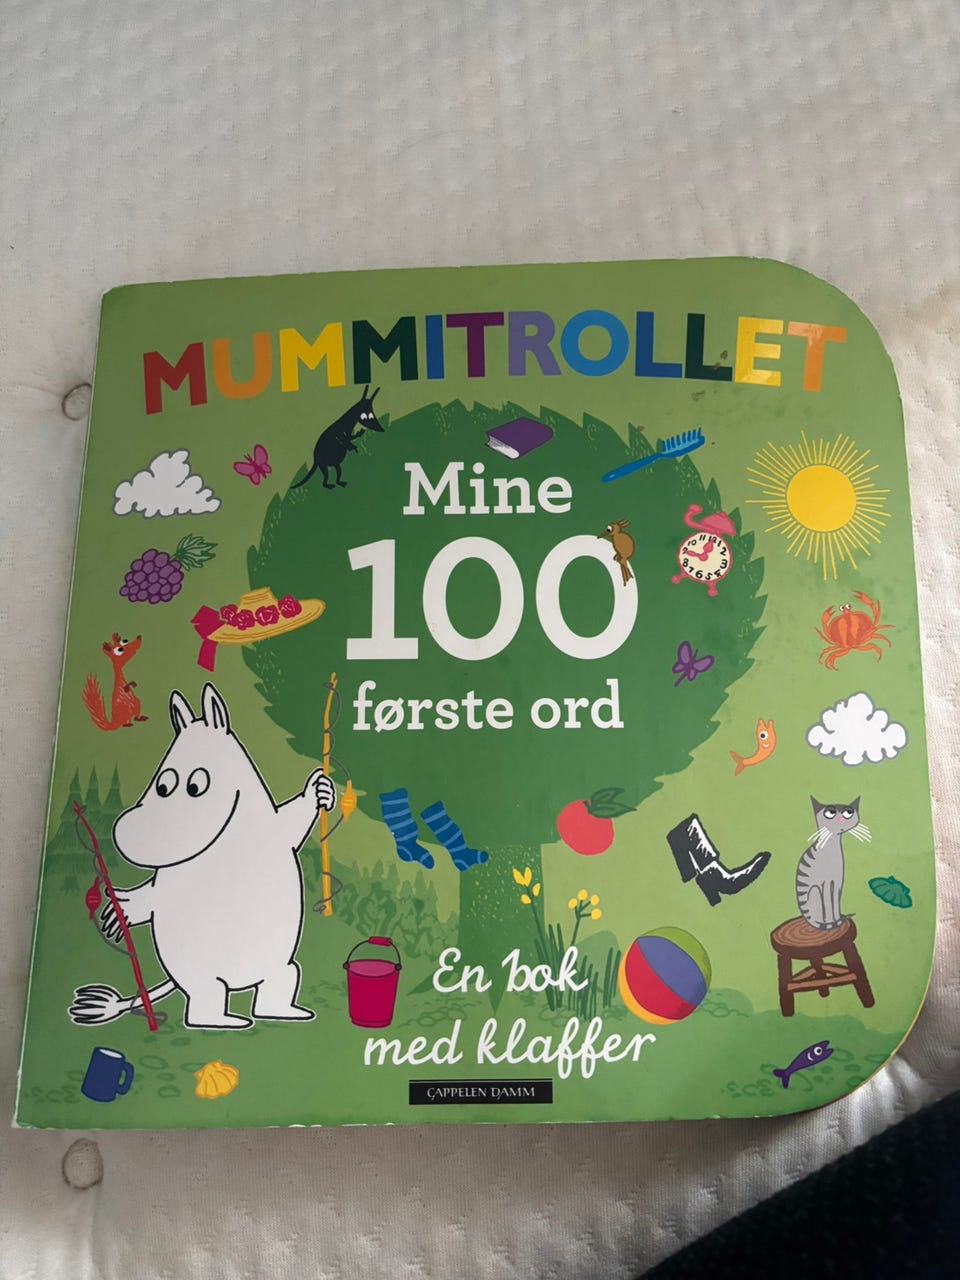 MUMMITROLLET
Mine
100
første ord
En bok
med klaffer
CAPPELEN DAMM